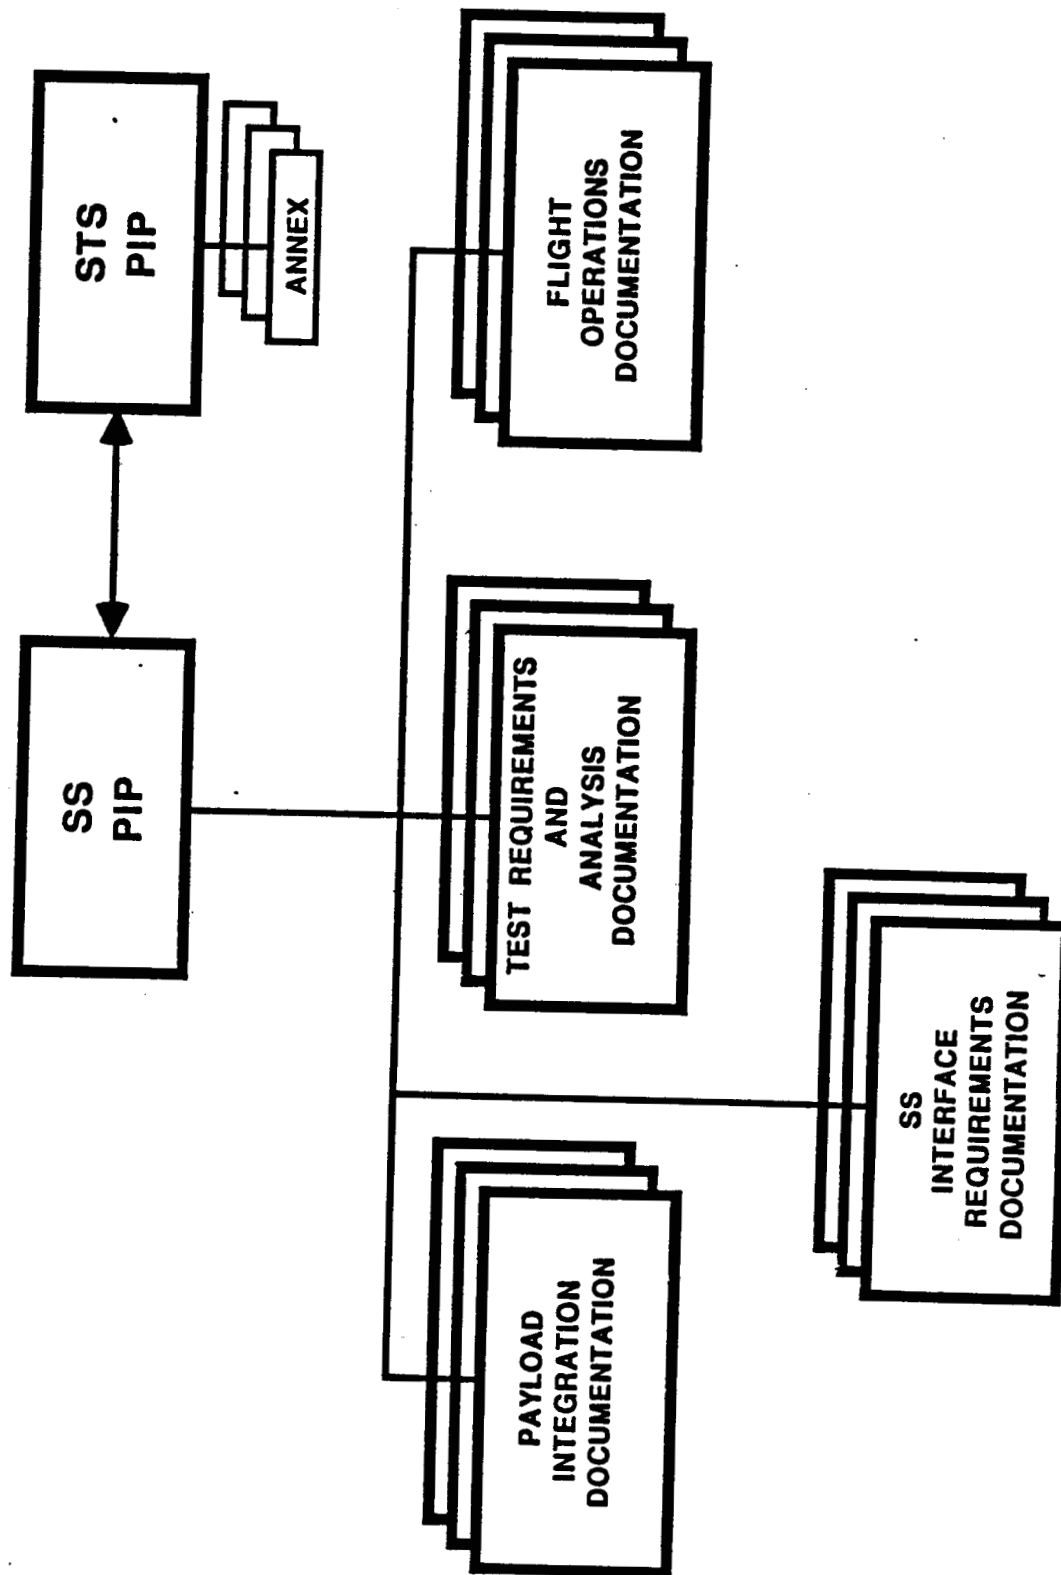 SS
PIP
STS
PIP
ANNEX
PAYLOAD
INTEGRATION
DOCUMENTATION
TEST REQUIREMENTS
AND
ANALYSIS
DOCUMENTATION
FLIGHT
OPERATIONS
DOCUMENTATION
SS
INTERFACE
REQUIREMENTS
DOCUMENTATION